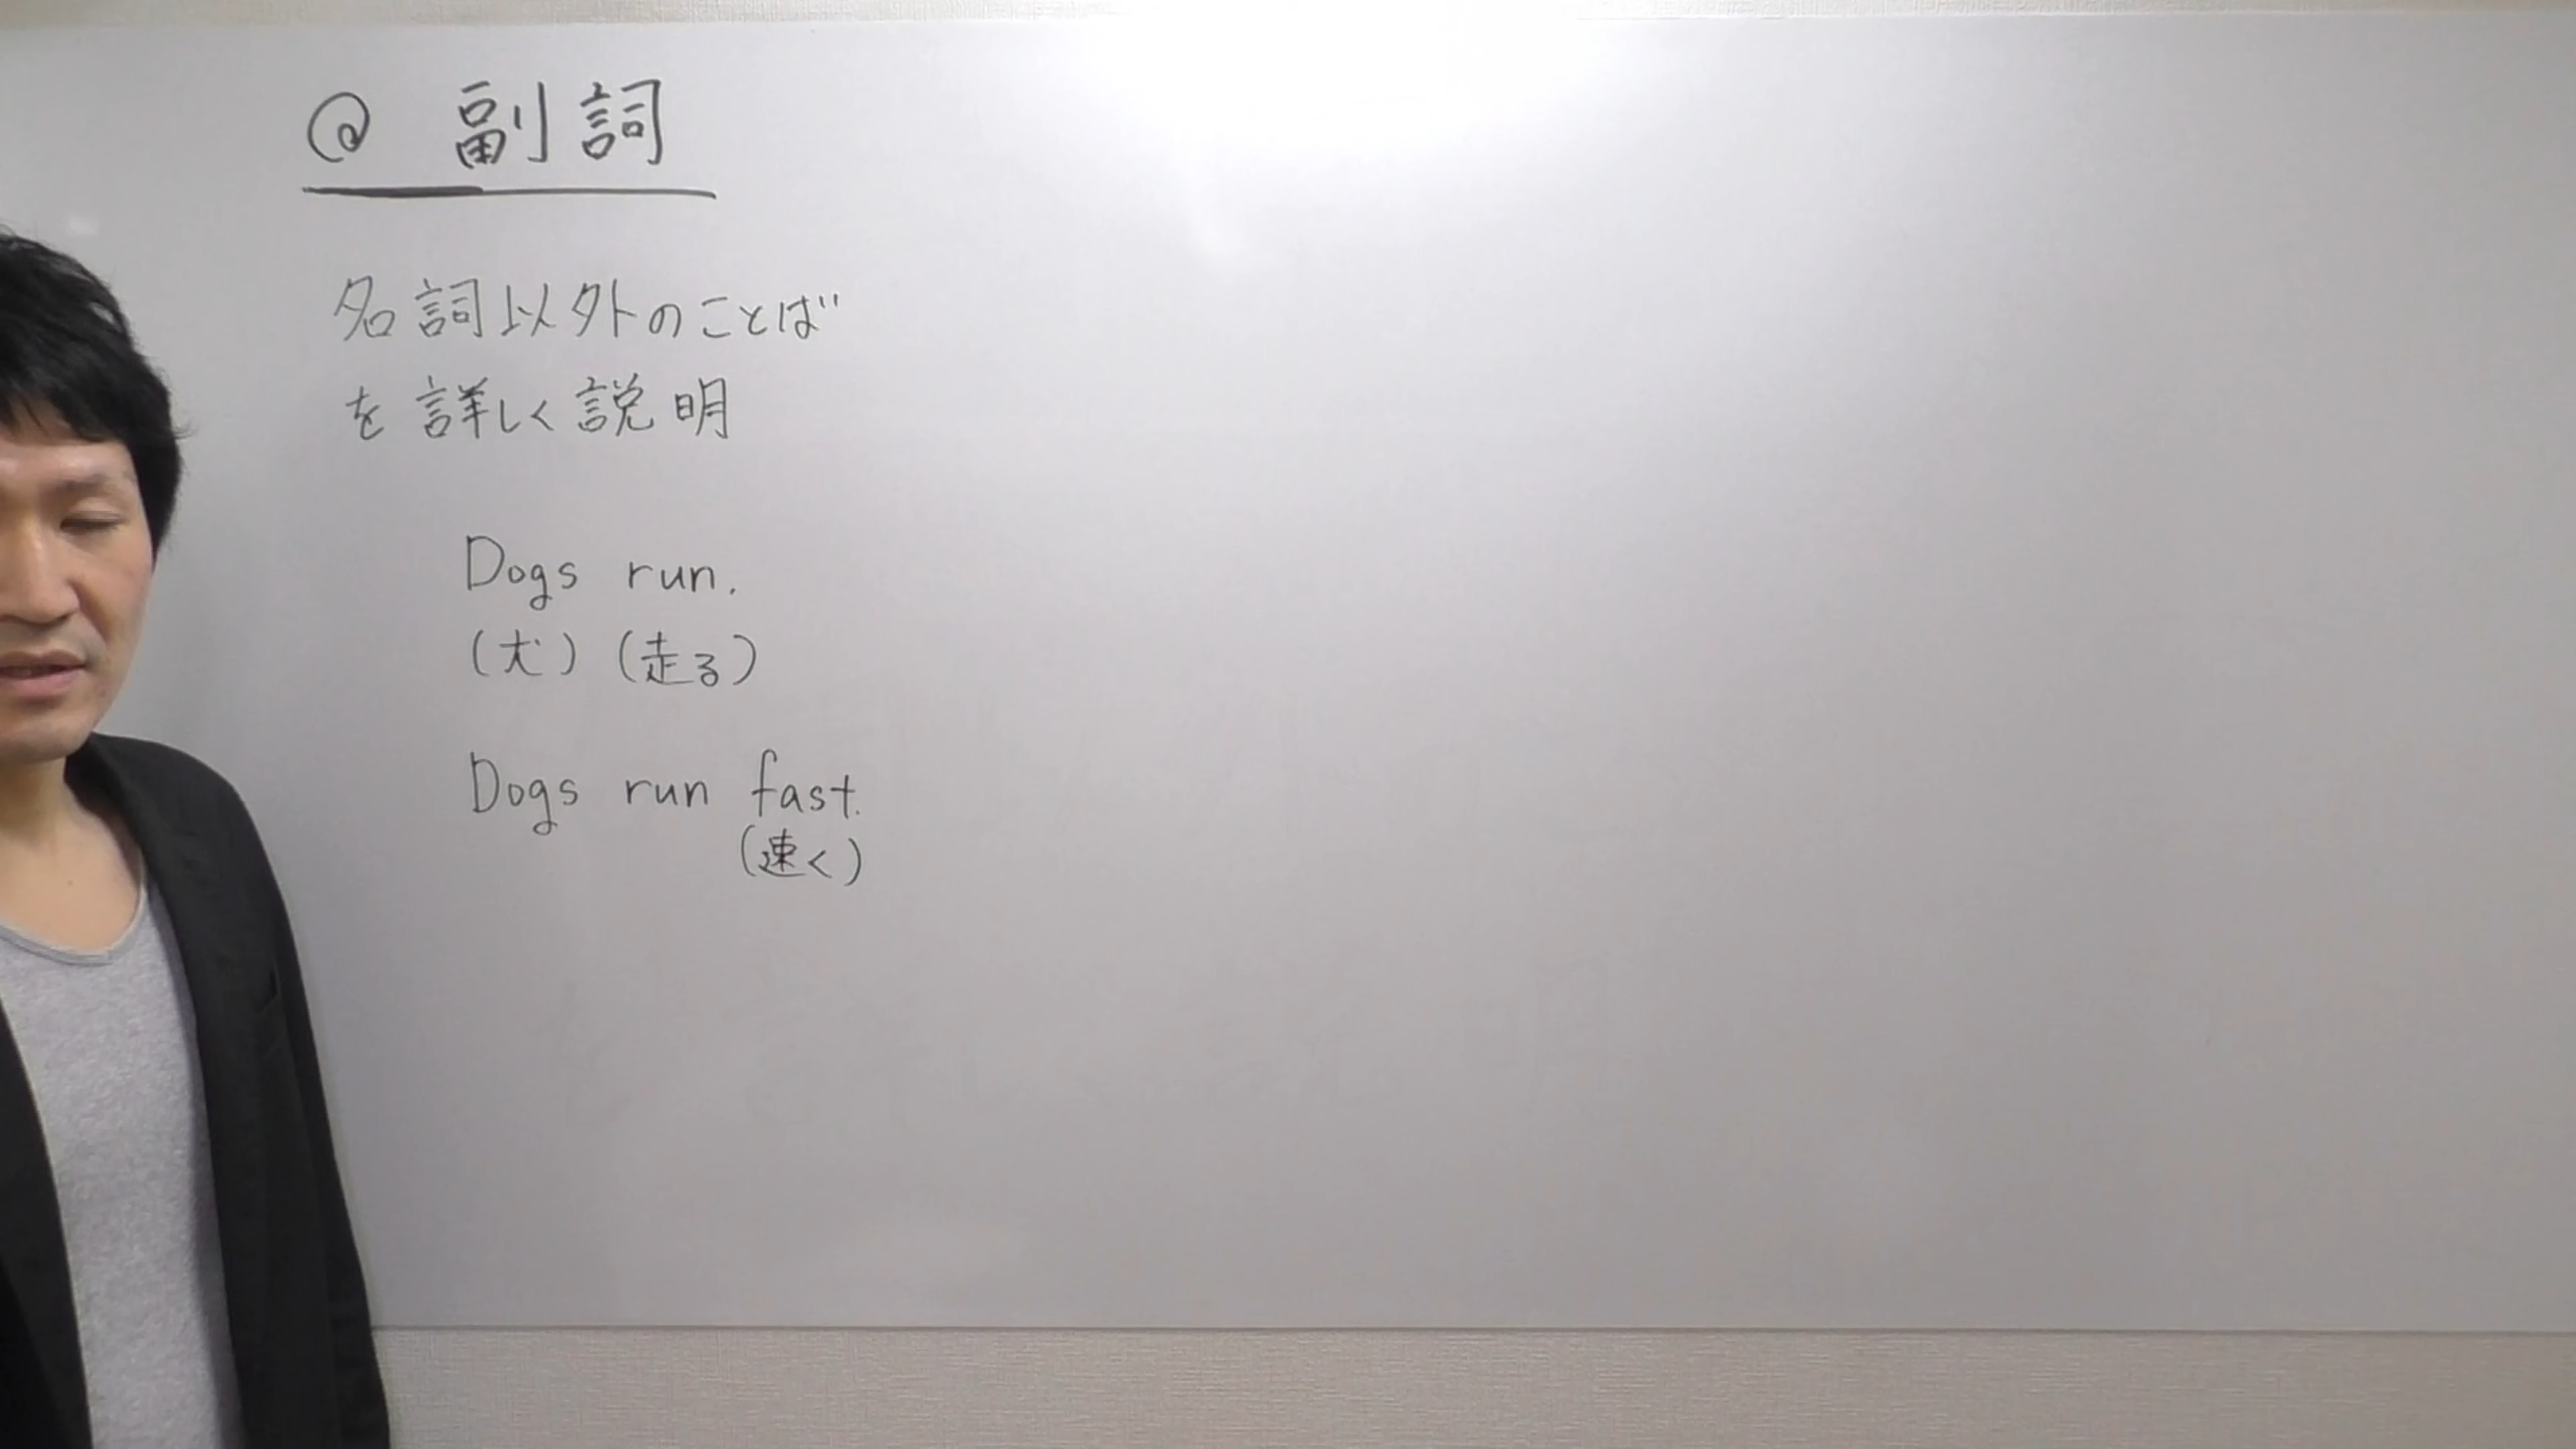 @ 副詞
名詞以外のことば
を詳しく説明
Dogs run.
(犬) (走る)
Dogs run fast.
(速く)